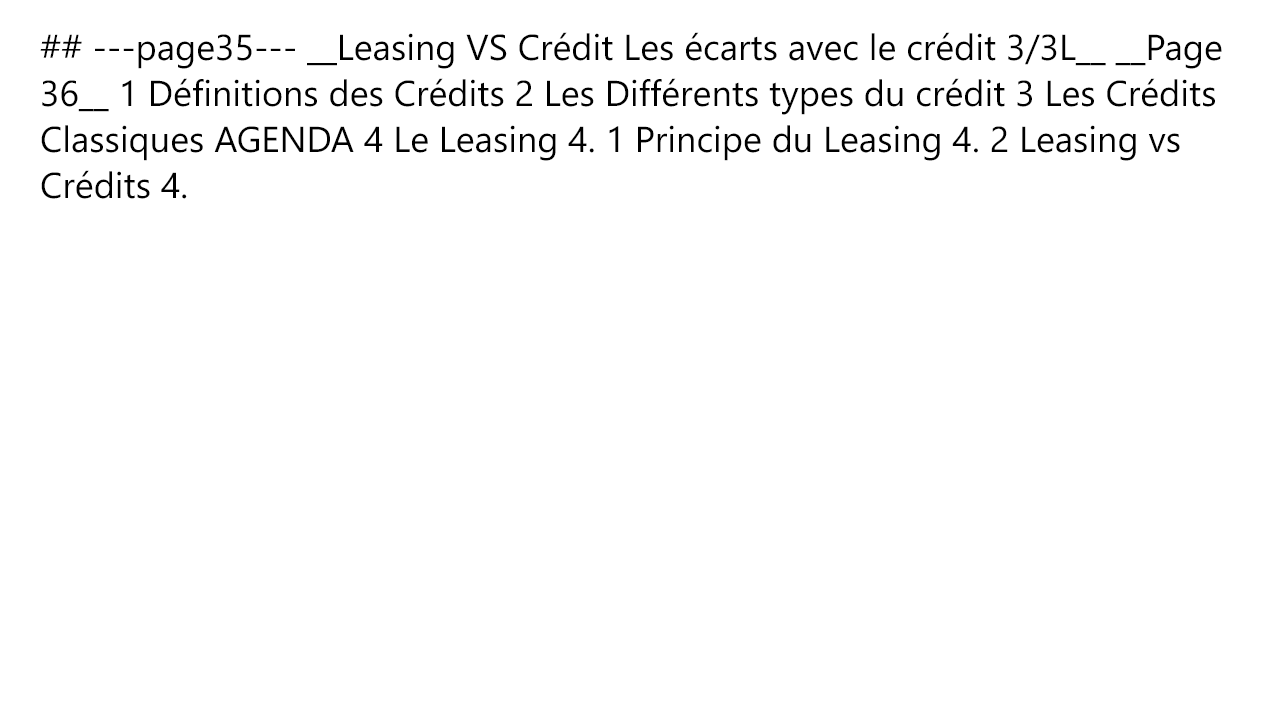 ## ---page35--- __Leasing VS Crédit Les écarts avec le crédit 3/3L__ __Page
36__ 1 Définitions des Crédits 2 Les Différents types du crédit 3 Les Crédits
Classiques AGENDA 4 Le Leasing 4. 1 Principe du Leasing 4. 2 Leasing vs
Crédits 4.